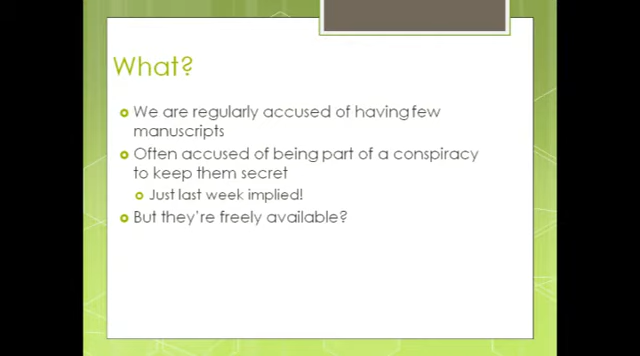 What?
We are regularly accused of having few
manuscripts
Often accused of being part of a conspiracy
to keep them secret
Just last week implied!
But they're freely available?